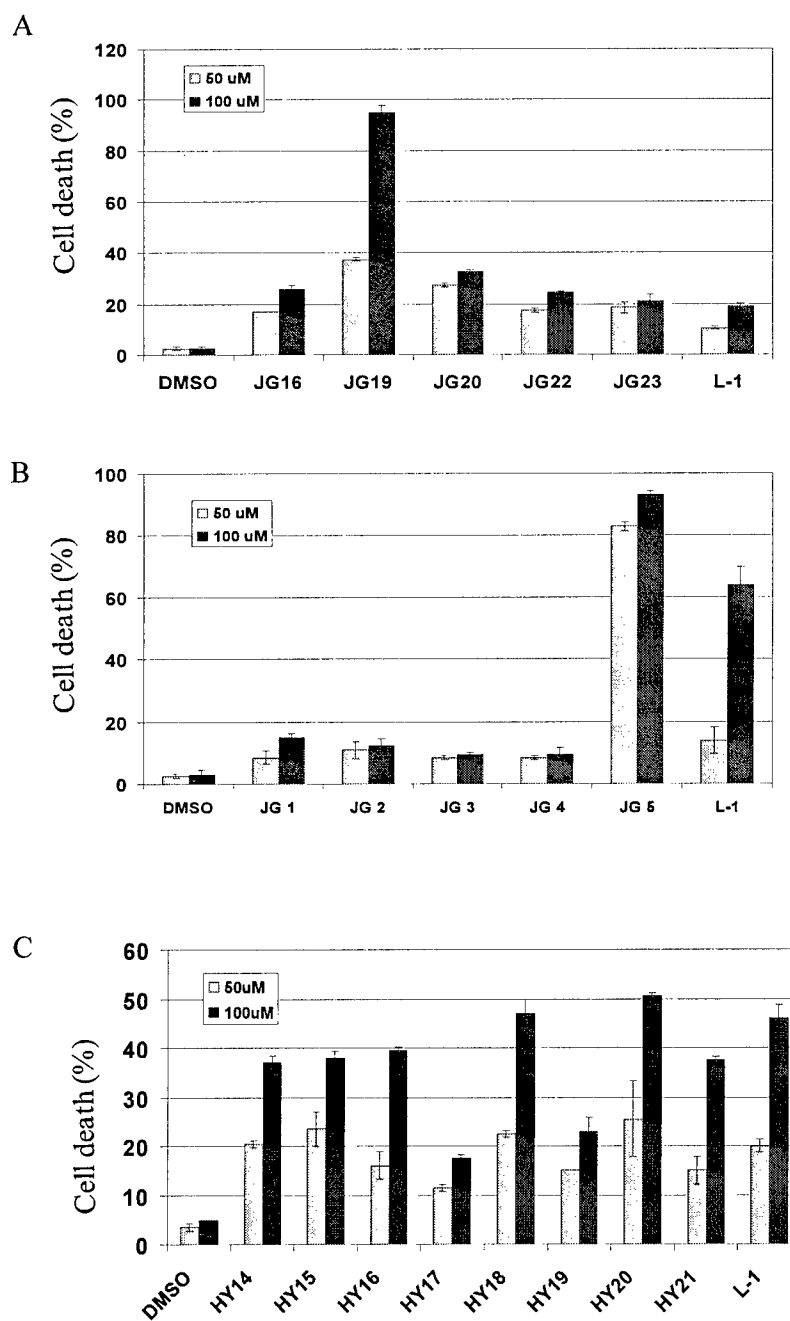 A
Cell death (%)
120
100
80
60
40
20
0
50 uM
100 uM
DMSO JG16 JG19 JG20 JG22 JG23 L-1
B
Cell death (%)
100
80
60
40
20
0
50 uM
100 uM
DMSO JG 1 JG 2 JG 3 JG 4 JG 5 L-1
C
Cell death (%)
60
50
40
30
20
10
0
50uM
100uM
DMSO HY14 HY15 HY16 HY17 HY18 HY19 HY20 HY21 L-1